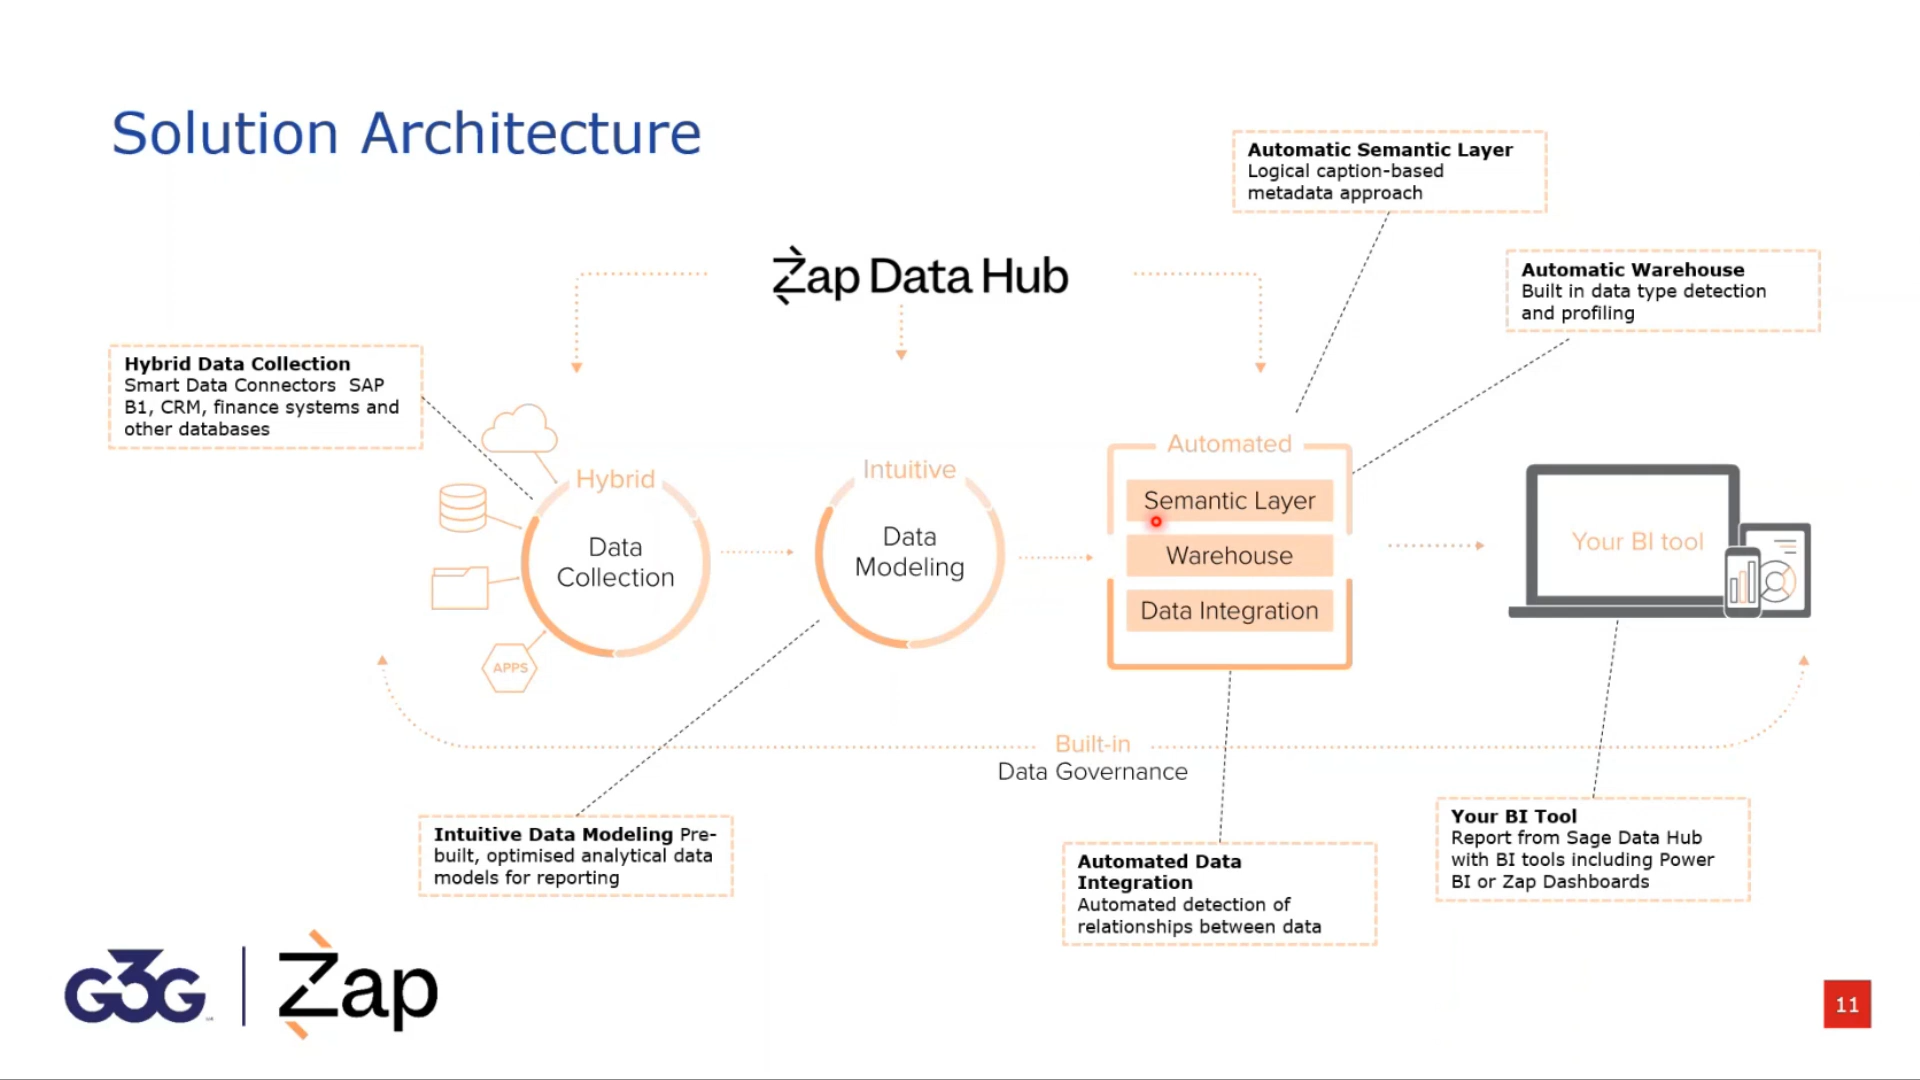 Solution Architecture
Automatic Semantic Layer
Logical caption-based
metadata approach
Zap Data Hub
Automatic Warehouse
Built in data type detection
and profiling
Hybrid Data Collection
Smart Data Connectors  SAP
B1, CRM, finance systems and
other databases
Hybrid
Data
Collection
APPS
Intuitive
Data
Modeling
Automated
Semantic Layer
Warehouse
Data Integration
Your BI tool
Built-in
Data Governance
Intuitive Data Modeling Pre-
built, optimised analytical data
models for reporting
Automated Data
Integration
Automated detection of
relationships between data
Your BI Tool
Report from Sage Data Hub
with BI tools including Power
BI or Zap Dashboards
G3G
Zap
11